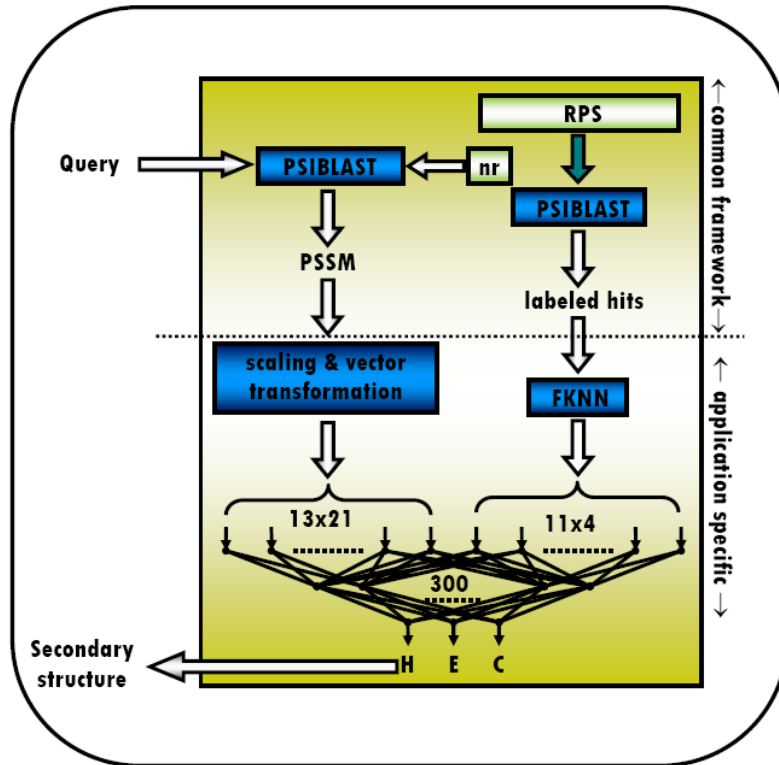 RPS
Query
PSIBLAST
nr
PSIBLAST
PSSM
labeled hits
←common framework→
scaling & vector
transformation
FKNN
← application specific →
13x21
11x4
300
Secondary
structure
H E C